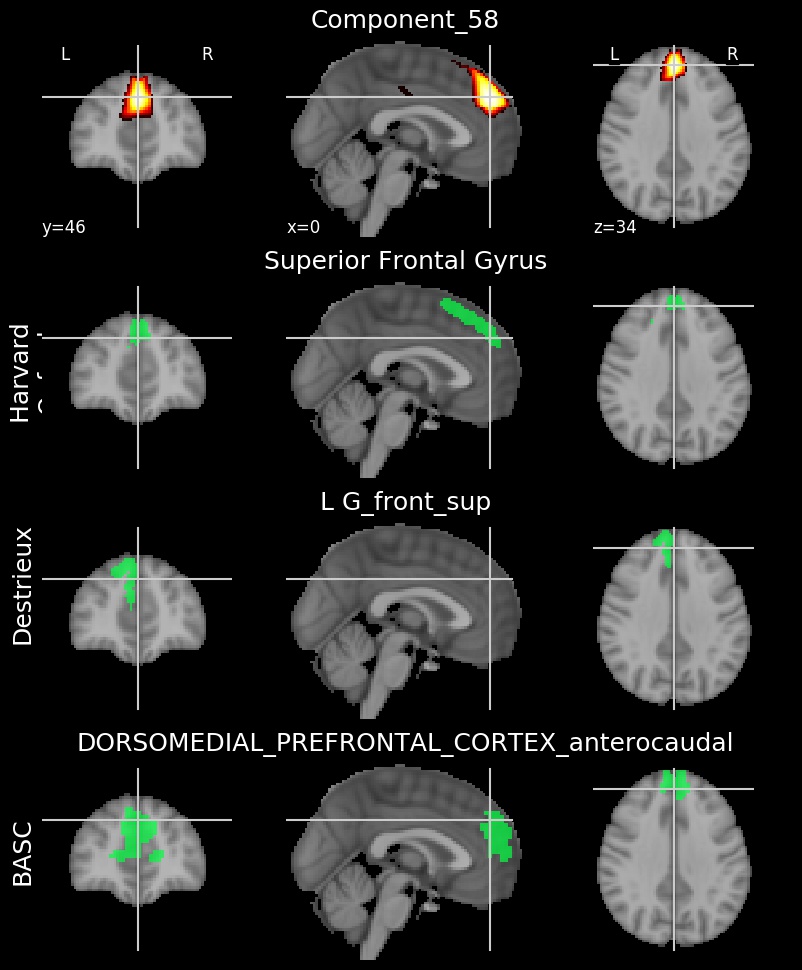 Component_58
L R L R
y=46 x=0 z=34
Superior Frontal Gyrus
Harvard
L G_front_sup
Destrieux
DORSOMEDIAL_PREFRONTAL_CORTEX_anterocaudal
BASC